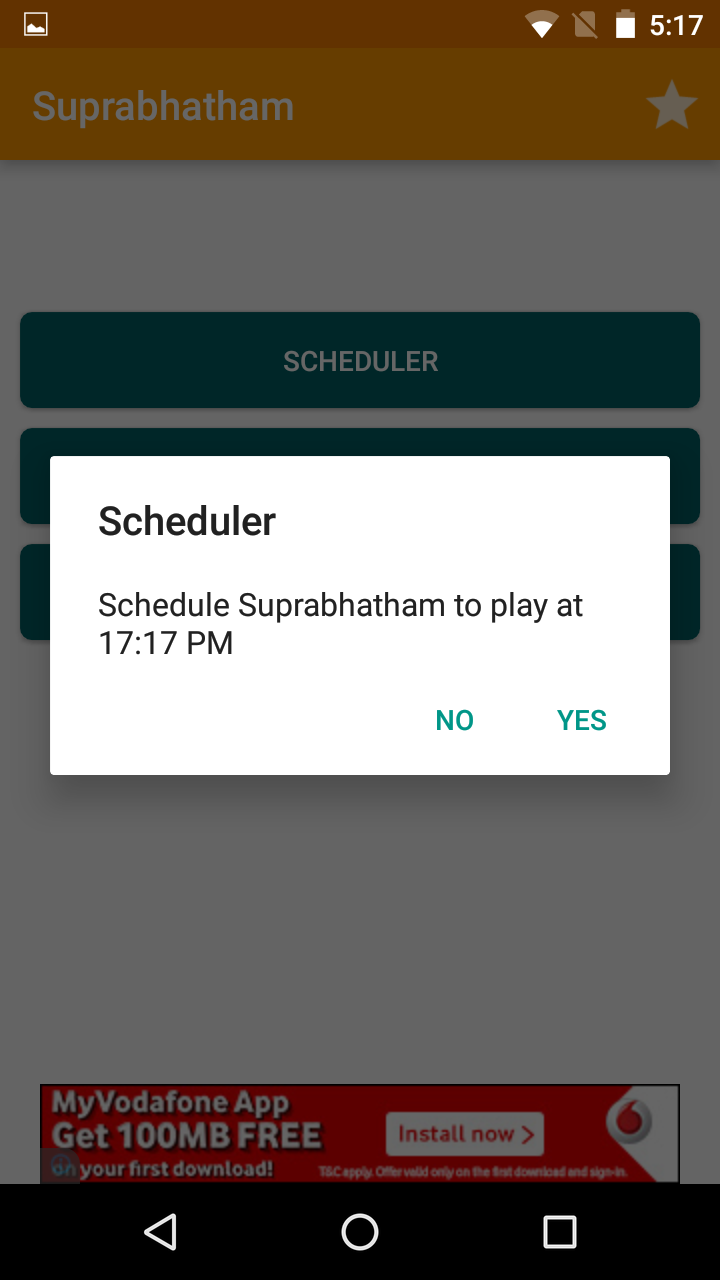 5:17
Suprabhatham
SCHEDULER
Scheduler
Schedule Suprabhatham to play at
17:17 PM
NO YES
MyVodafone App
Get 100MB FREE
on your first download!
Install now >
T&C apply. Offer valid only on the first download and sign-in.